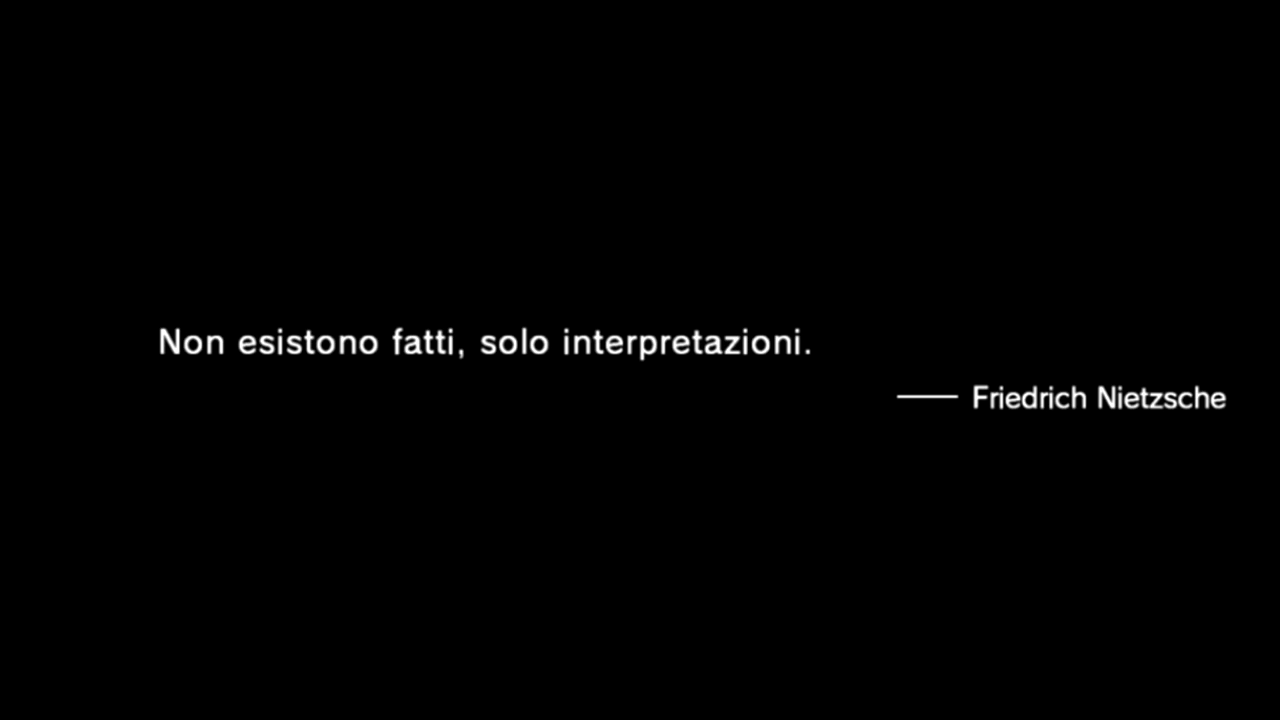 Non esistono fatti, solo interpretazioni.
—— Friedrich Nietzsche